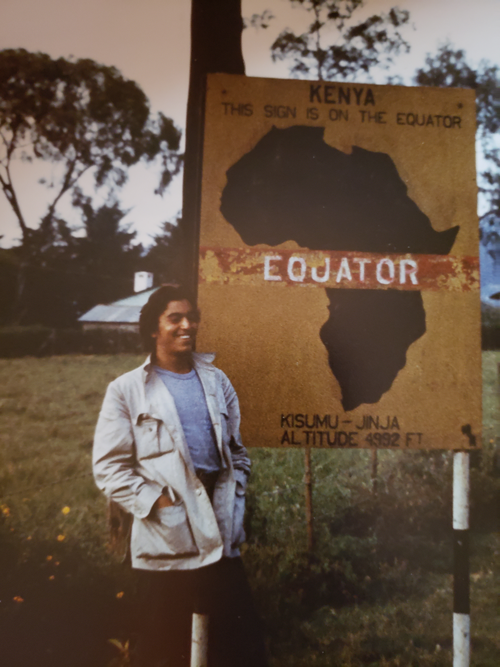 KENYA
THIS SIGN IS ON THE EQUATOR
EQUATOR
KISUMU - JINJA
ALTITUDE 4992 FT